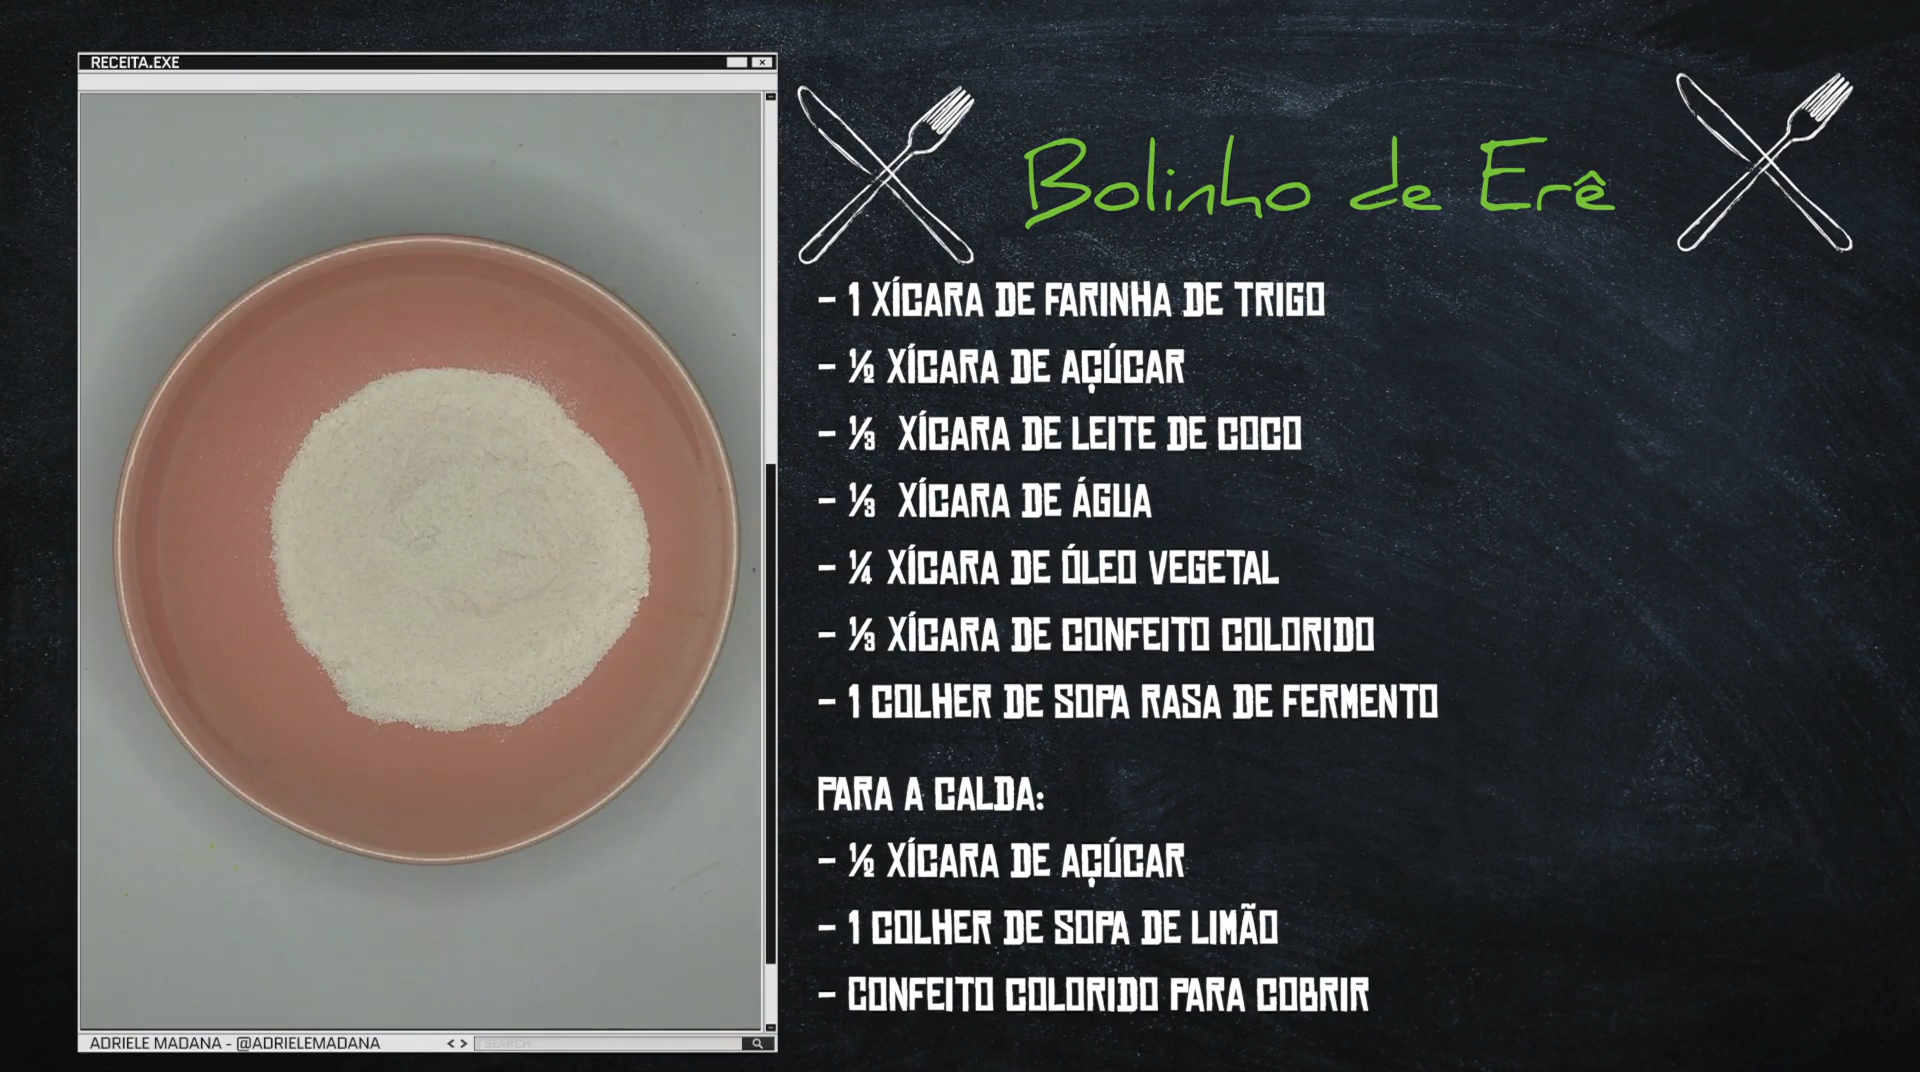 RECEITA.EXE
Bolinho de Erê
- 1 XÍCARA DE FARINHA DE TRIGO
- ½ XÍCARA DE AÇÚCAR
- ⅓ XÍCARA DE LEITE DE COCO
- ⅓ XÍCARA DE ÁGUA
- ¼ XÍCARA DE ÓLEO VEGETAL
- ⅓ XÍCARA DE CONFEITO COLORIDO
- 1 COLHER DE SOPA RASA DE FERMENTO
PARA A CALDA:
- ½ XÍCARA DE AÇÚCAR
- 1 COLHER DE SOPA DE LIMÃO
- CONFEITO COLORIDO PARA COBRIR
ADRIELE MADANA - @ADRIELEMADANA
SEARCH